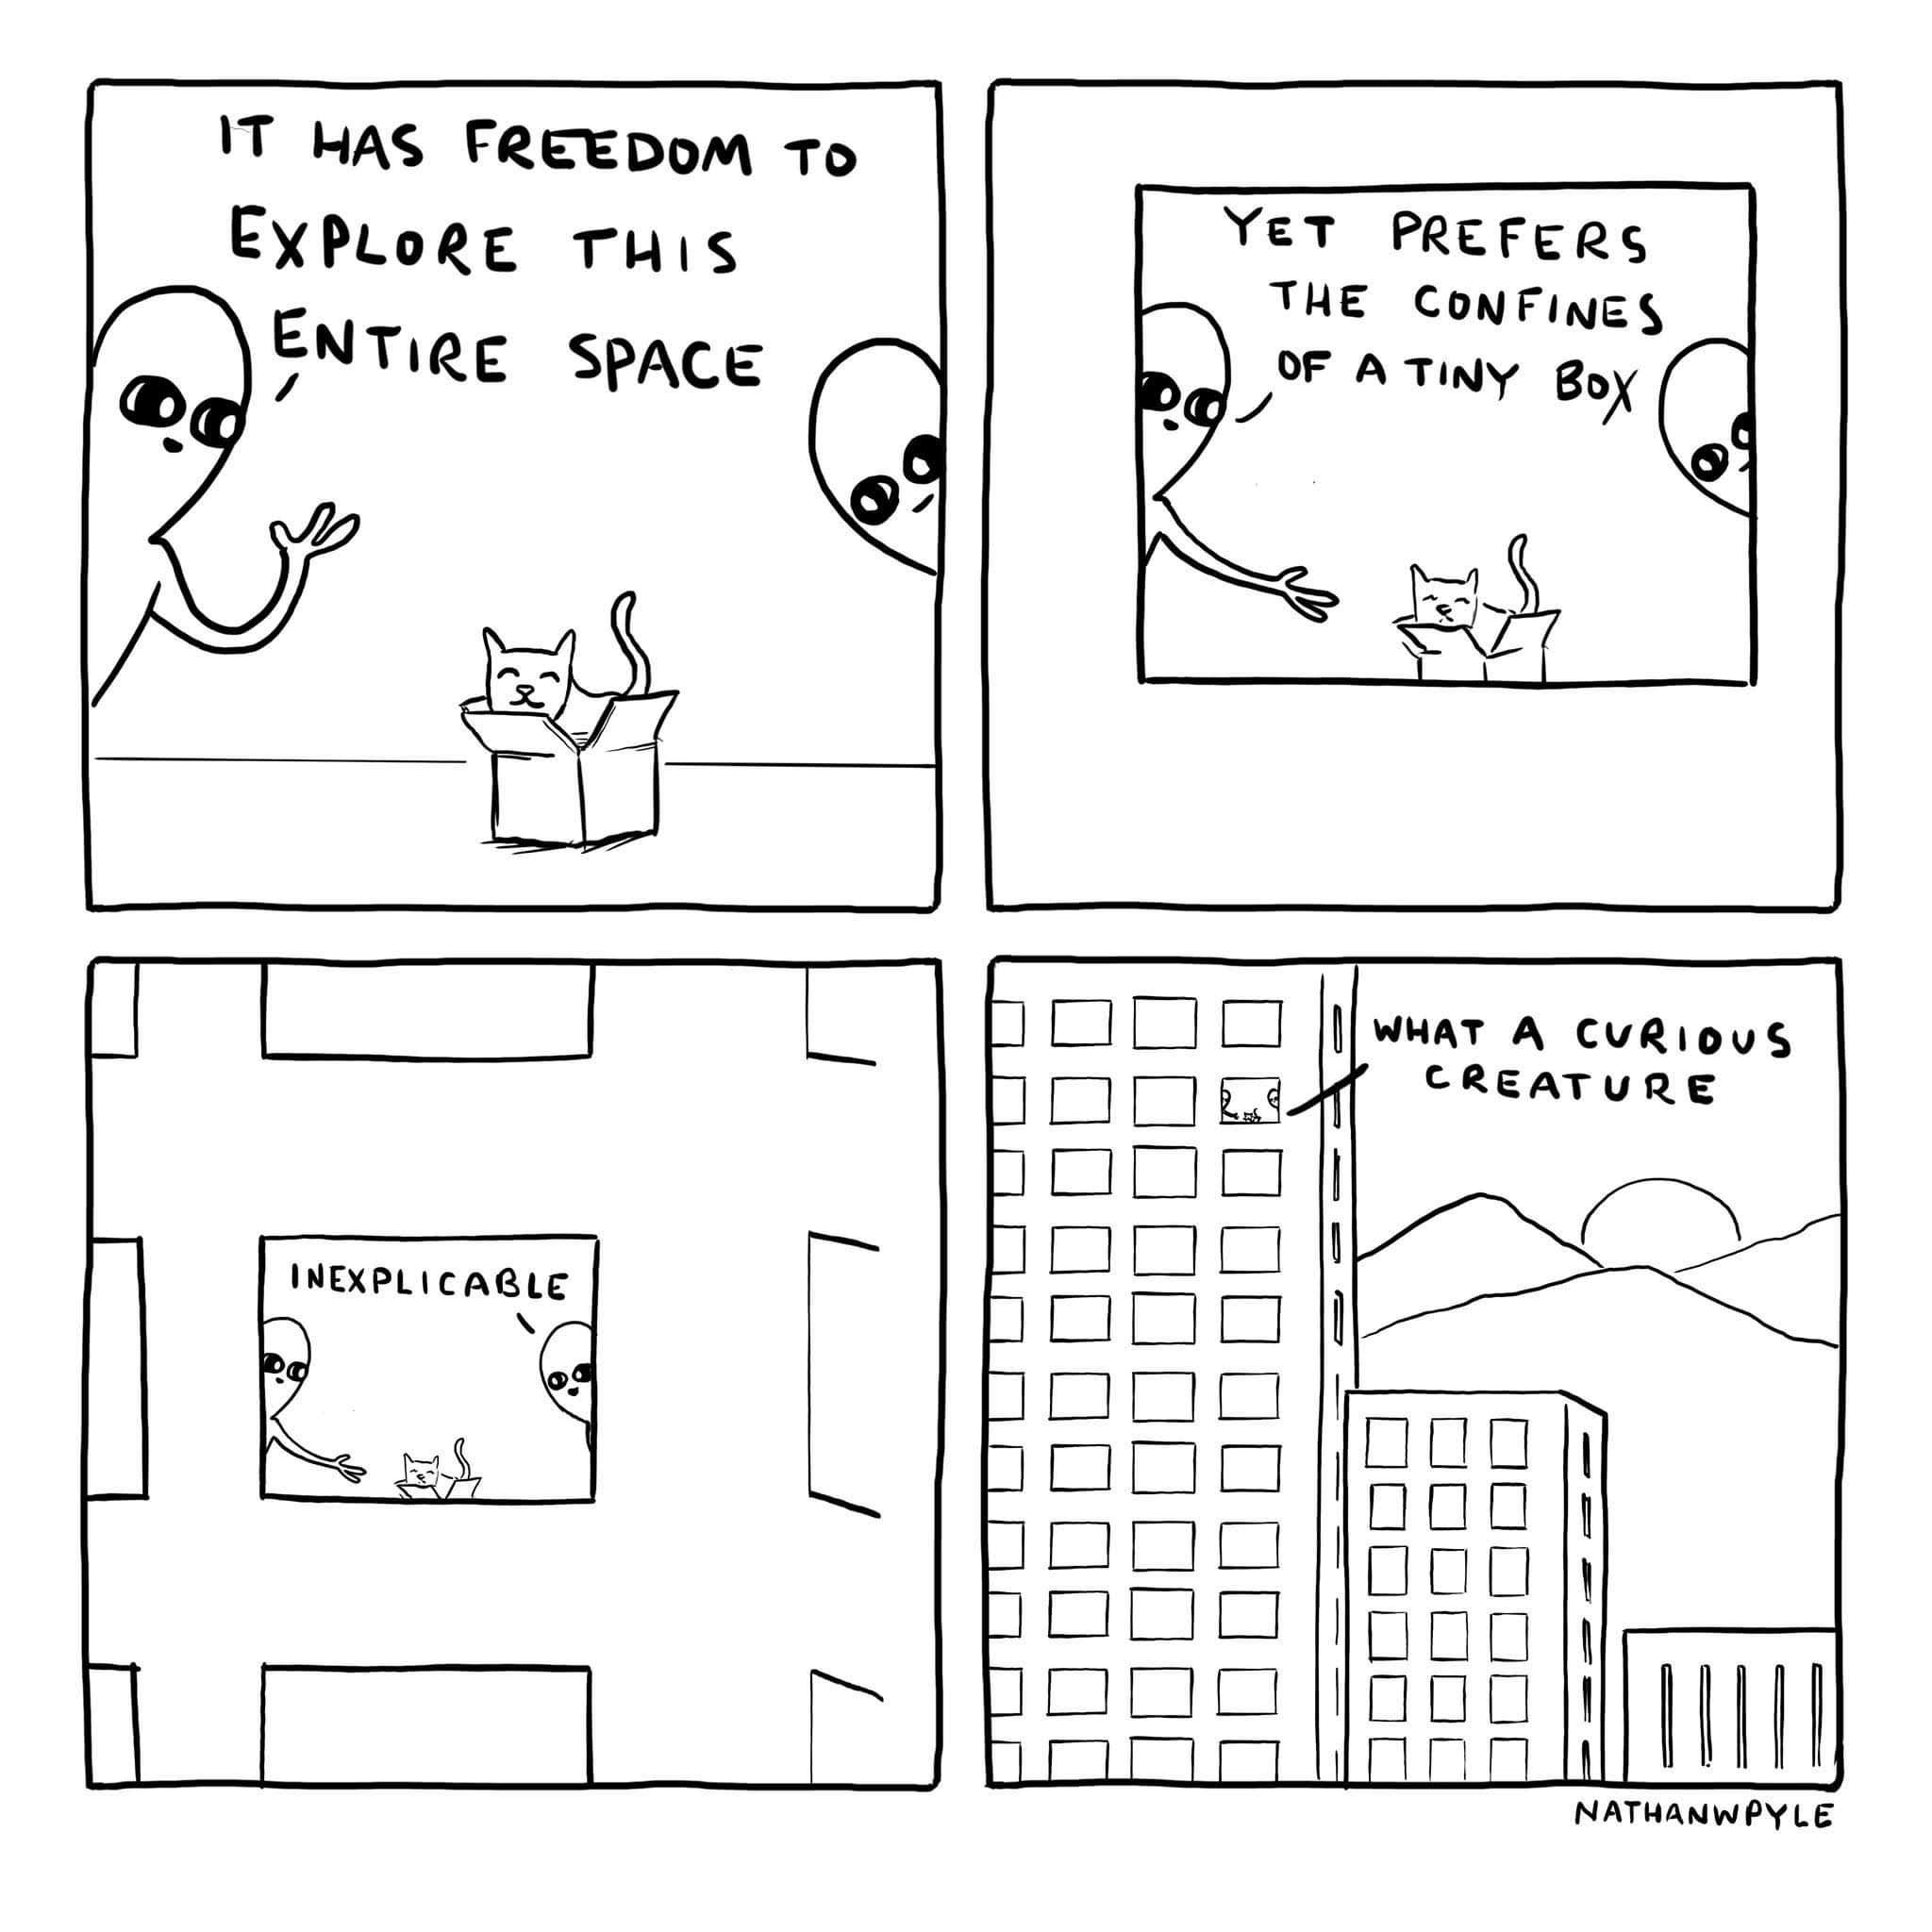 IT HAS FREEDOM TO
EXPLORE THIS
ENTIRE SPACE
YET PREFERS
THE CONFINES
OF A TINY BOX
INEXPLICABLE
WHAT A CURIOUS
CREATURE
NATHANWPYLE